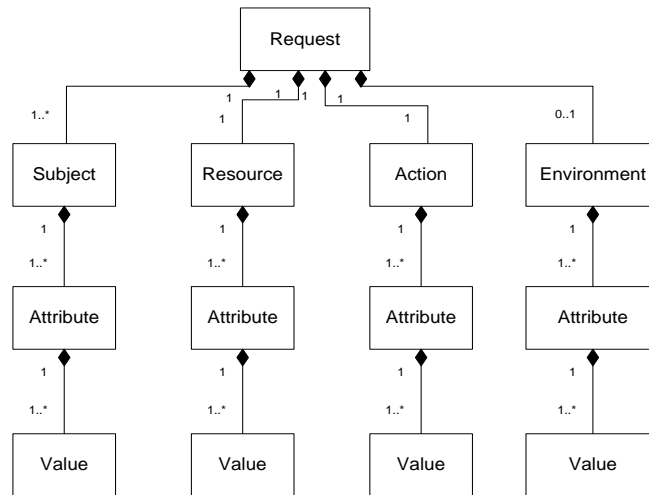 Request
1 1 1 1
1..* 1 1 0..1
Subject Resource Action Environment
1 1 1 1
1..* 1..* 1..* 1..*
Attribute Attribute Attribute Attribute
1 1 1 1
1..* 1..* 1..* 1..*
Value Value Value Value